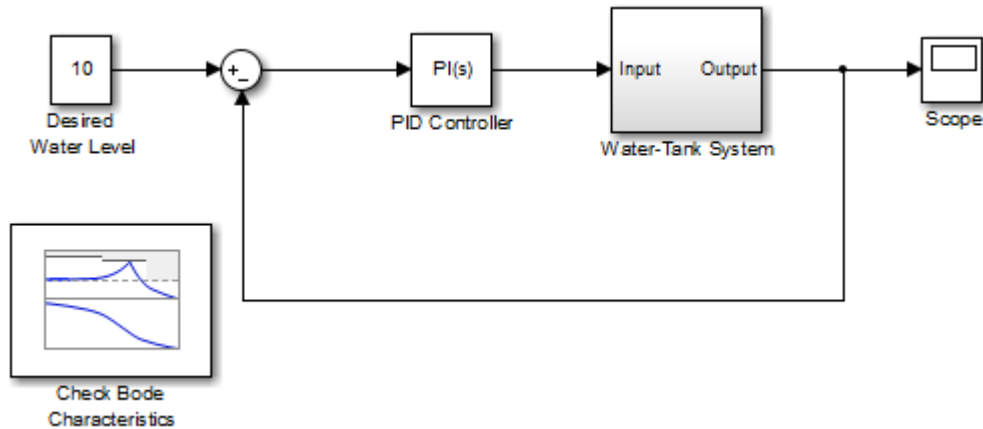 10
Desired
Water Level
+
−
PI(s)
PID Controller
Input Output
Water-Tank System
Scope
Check Bode
Characteristics